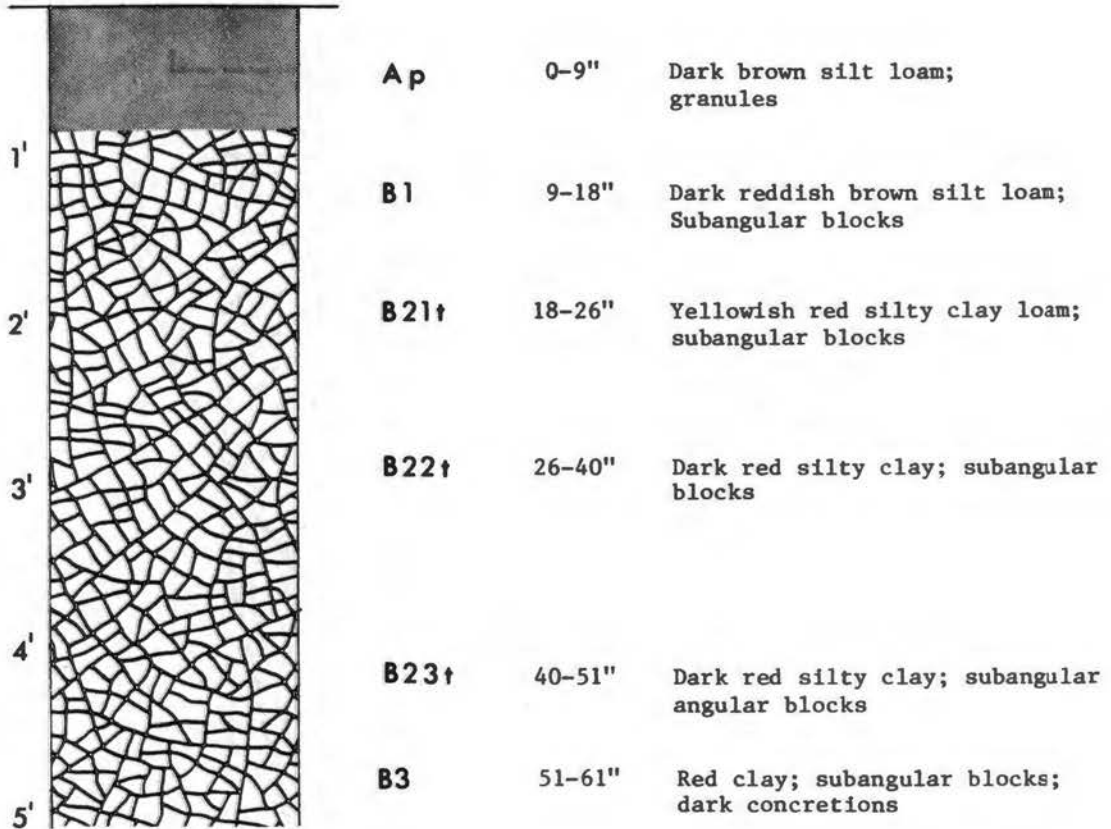 Ap 0-9" Dark brown silt loam;
granules
1'
B1 9-18" Dark reddish brown silt loam;
Subangular blocks
B21t 18-26" Yellowish red silty clay loam;
subangular blocks
2'
B22t 26-40" Dark red silty clay; subangular
blocks
3'
4'
B23t 40-51" Dark red silty clay; subangular
angular blocks
B3 51-61" Red clay; subangular blocks;
dark concretions
5'